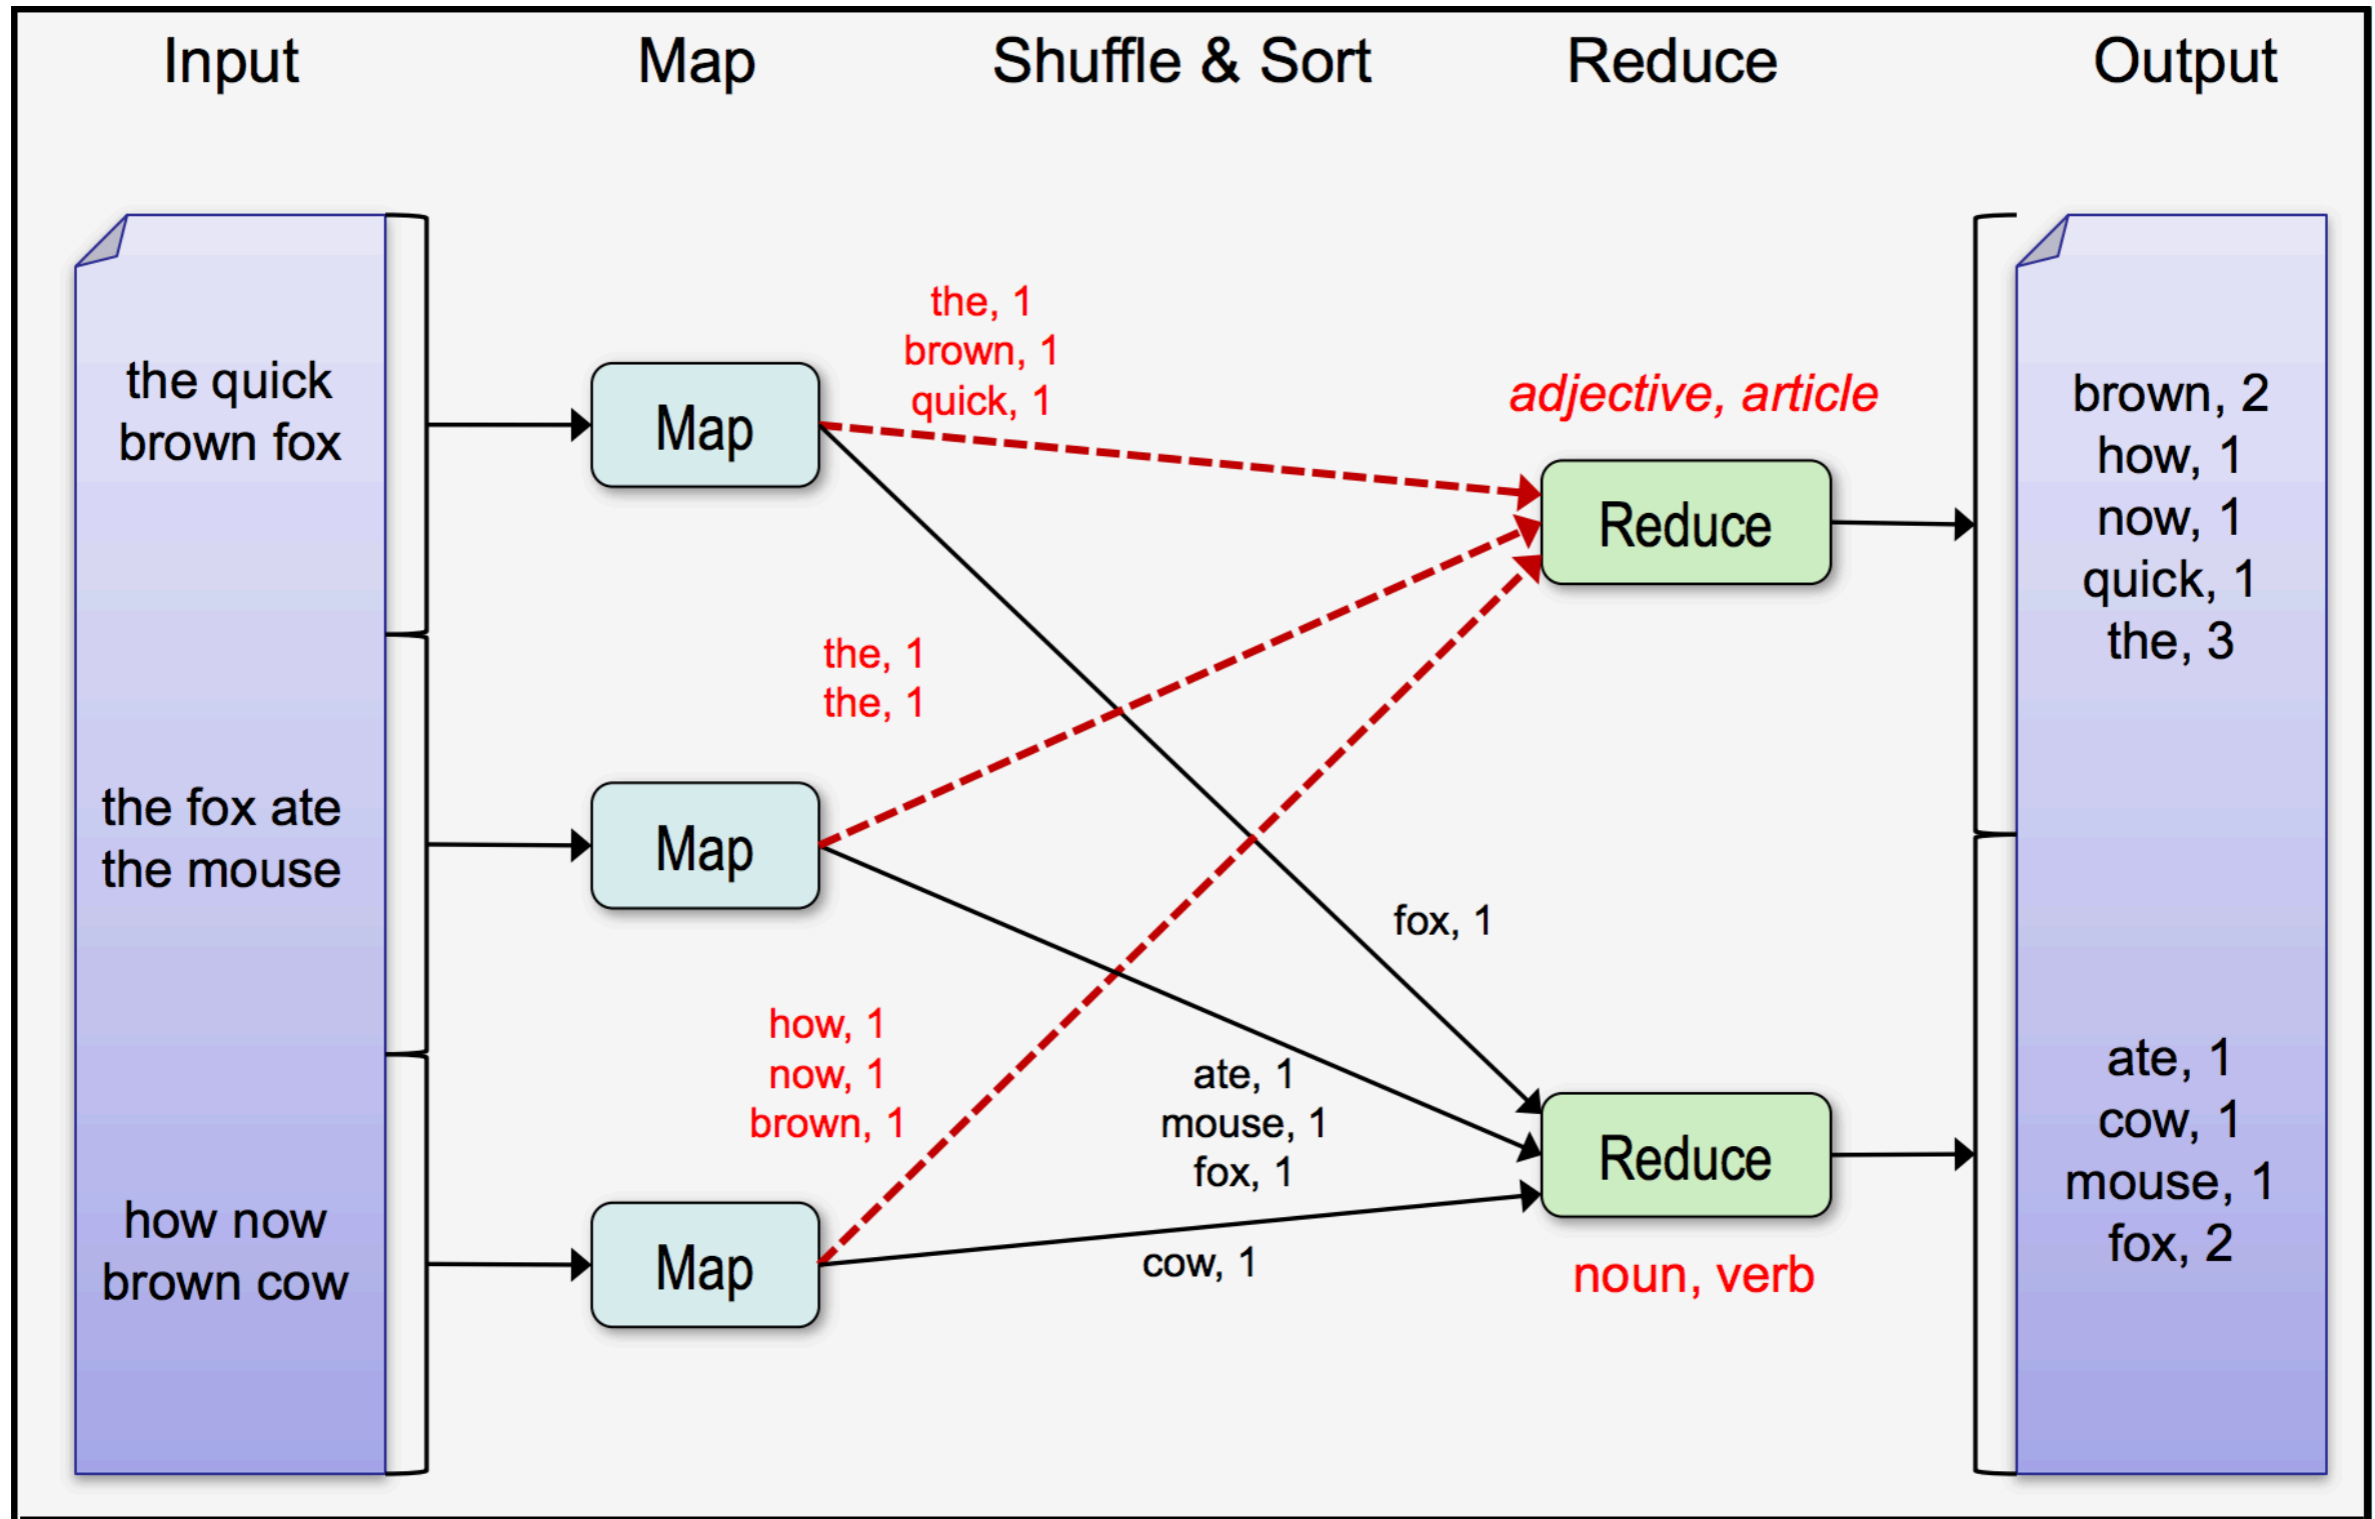 Input
Map
Shuffle & Sort
Reduce
Output
the quick
brown fox
the fox ate
the mouse
how now
brown cow
Map
Map
Map
the, 1
brown, 1
quick, 1
the, 1
the, 1
how, 1
now, 1
brown, 1
fox, 1
ate, 1
mouse, 1
fox, 1
cow, 1
adjective, article
Reduce
Reduce
noun, verb
brown, 2
how, 1
now, 1
quick, 1
the, 3
ate, 1
cow, 1
mouse, 1
fox, 2